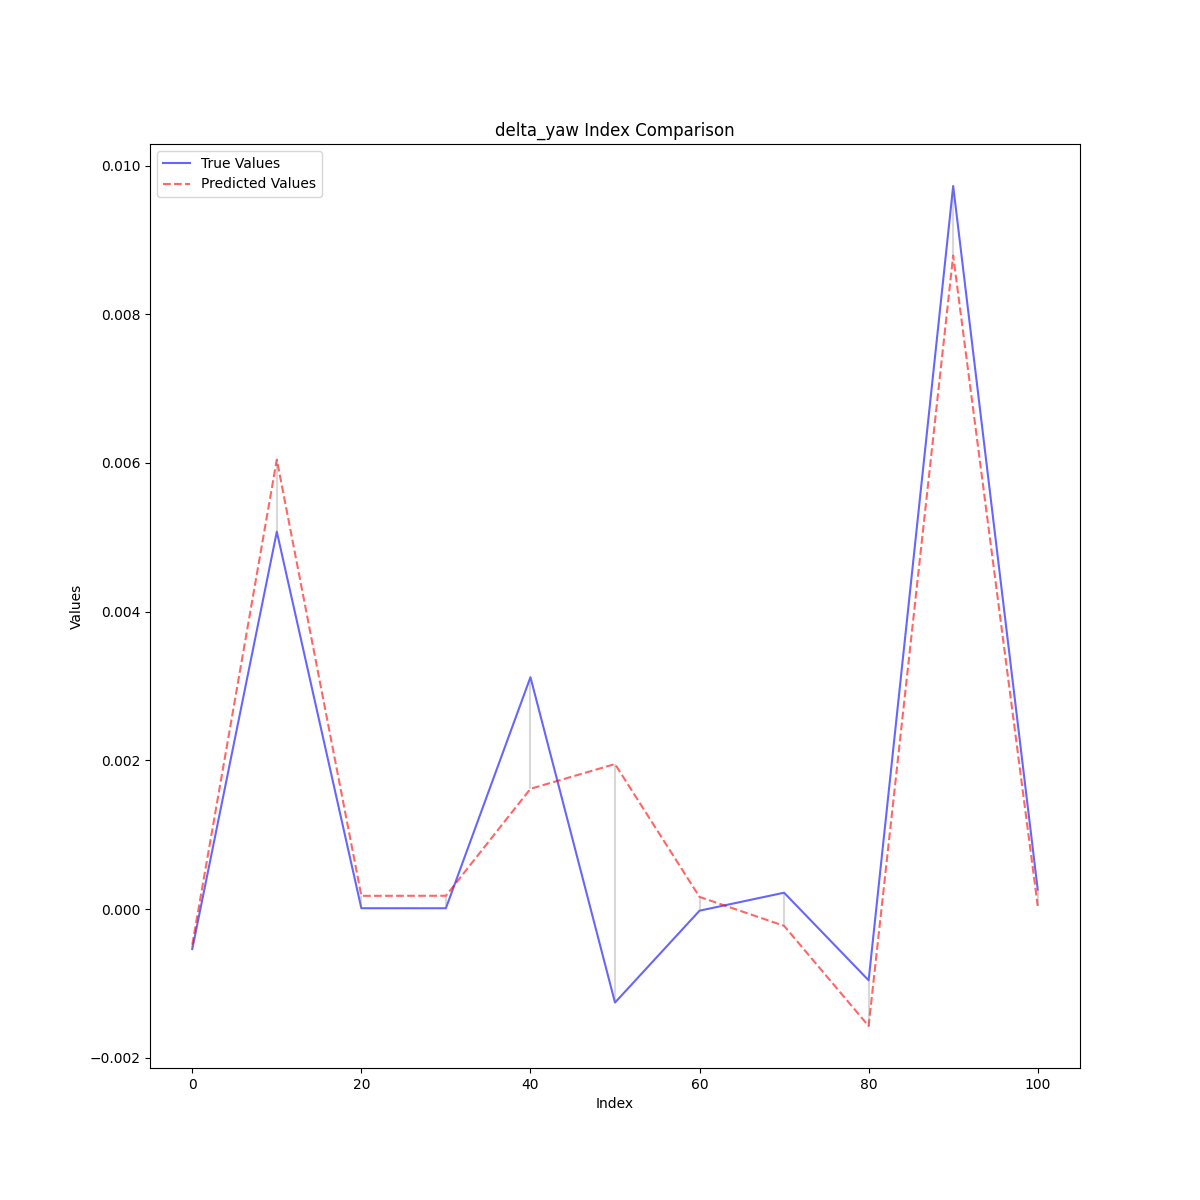 delta_yaw Index Comparison
True Values
Predicted Values
0.010
0.008
0.006
0.004
0.002
0.000
−0.002
Values
0
20
40
60
80
100
Index